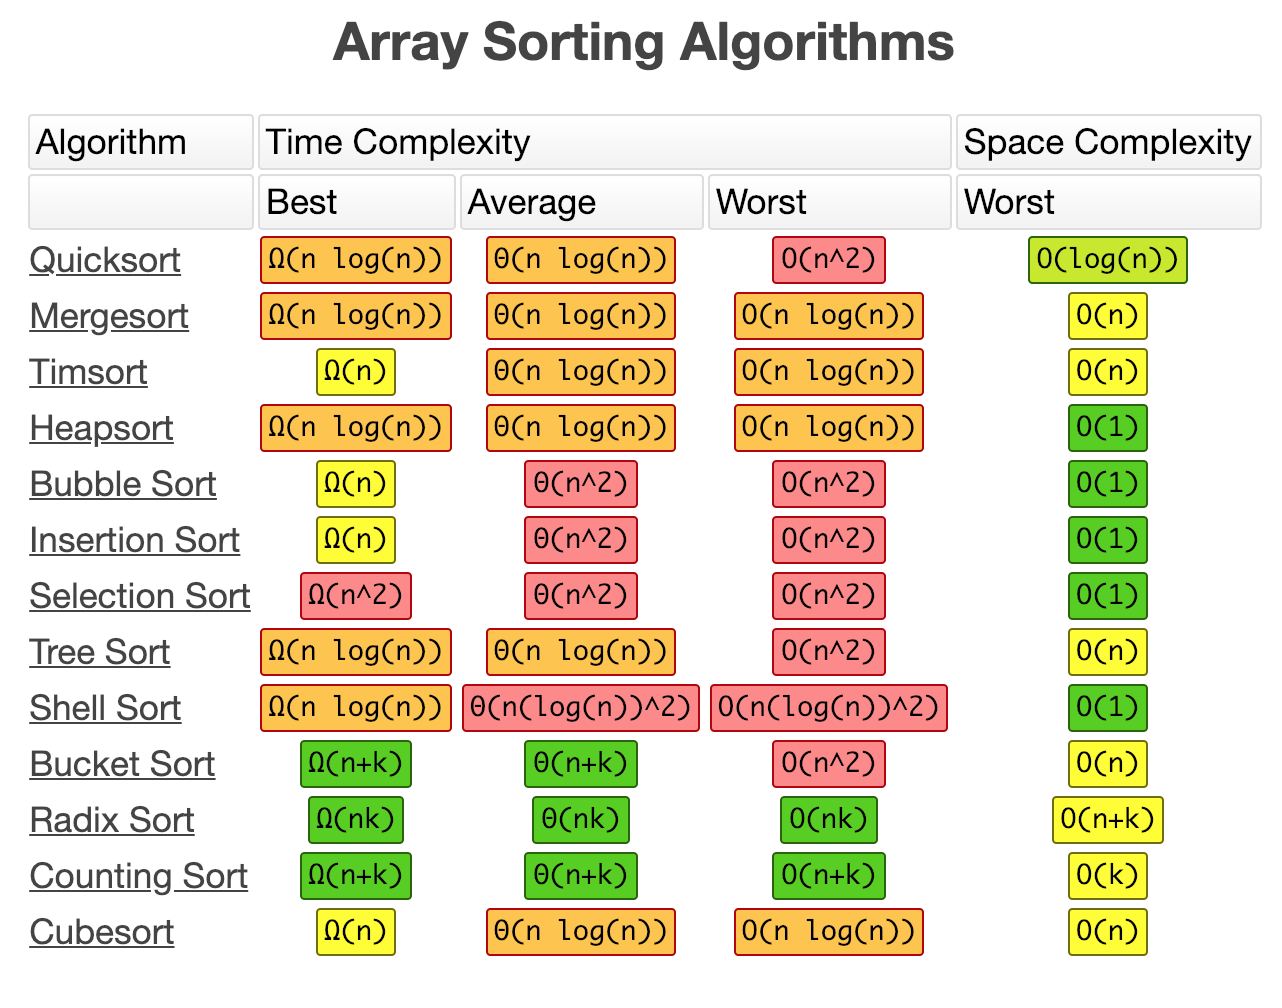 Array Sorting Algorithms
Algorithm Time Complexity Space Complexity
Best Average Worst Worst
Quicksort Ω(n log(n)) Θ(n log(n)) O(n^2) O(log(n))
Mergesort Ω(n log(n)) Θ(n log(n)) O(n log(n)) O(n)
Timsort Ω(n) Θ(n log(n)) O(n log(n)) O(n)
Heapsort Ω(n log(n)) Θ(n log(n)) O(n log(n)) O(1)
Bubble Sort Ω(n) Θ(n^2) O(n^2) O(1)
Insertion Sort Ω(n) Θ(n^2) O(n^2) O(1)
Selection Sort Ω(n^2) Θ(n^2) O(n^2) O(1)
Tree Sort Ω(n log(n)) Θ(n log(n)) O(n^2) O(n)
Shell Sort Ω(n log(n)) Θ(n(log(n))^2) O(n(log(n))^2) O(1)
Bucket Sort Ω(n+k) Θ(n+k) O(n^2) O(n)
Radix Sort Ω(nk) Θ(nk) O(nk) O(n+k)
Counting Sort Ω(n+k) Θ(n+k) O(n+k) O(k)
Cubesort Ω(n) Θ(n log(n)) O(n log(n)) O(n)